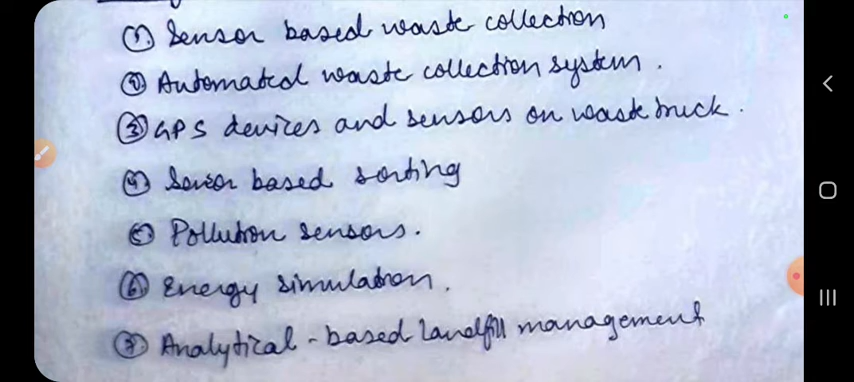 ① Sensor based waste collection
② Automated waste collection system.
③ GPS devices and sensors on waste truck.
④ Sensor based sorting
⑤ Pollution sensors.
⑥ Energy simulation.
⑦ Analytical-based landfill management